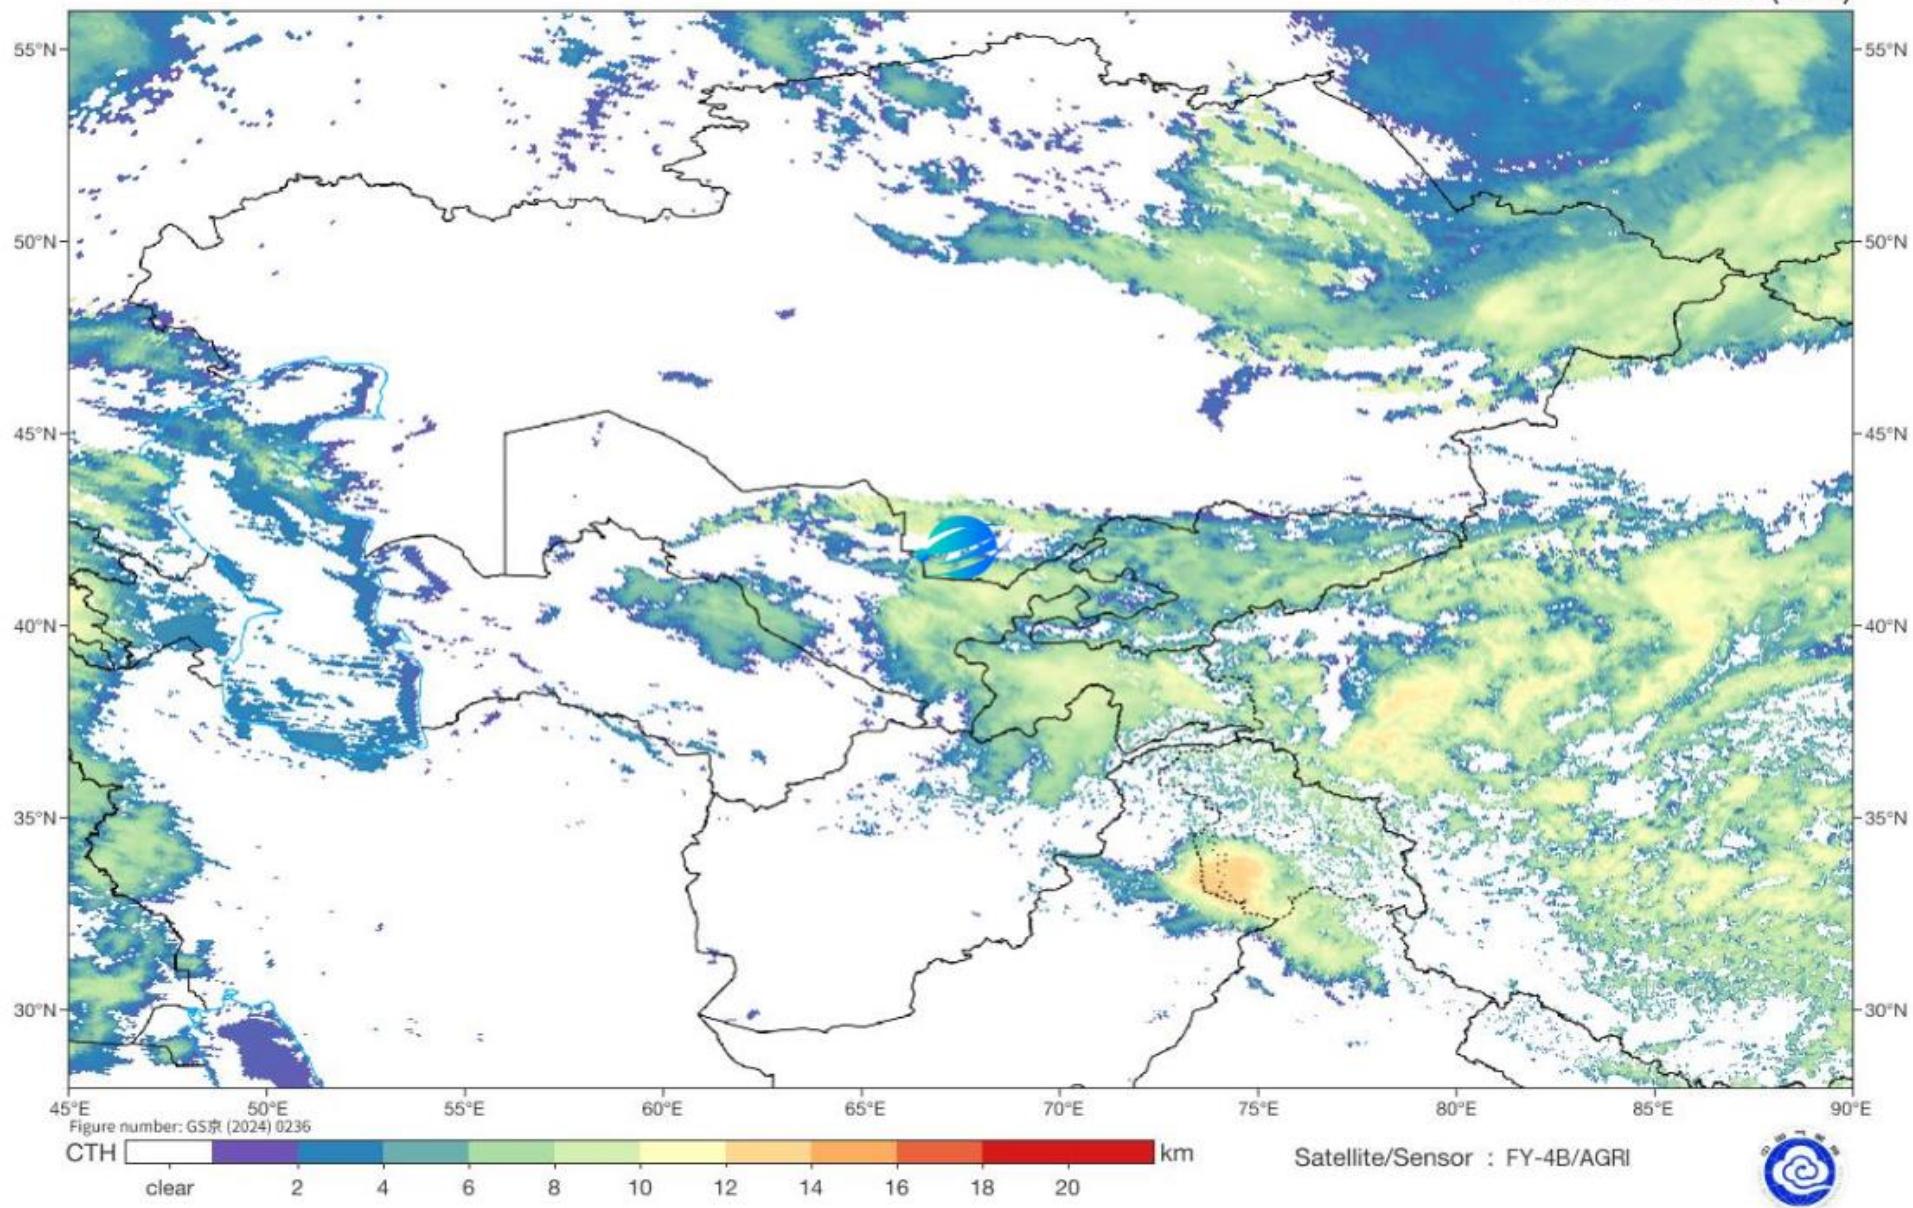 55°N 55°N
50°N 50°N
45°N 45°N
40°N 40°N
35°N 35°N
30°N 30°N
45°E 50°E 55°E 60°E 65°E 70°E 75°E 80°E 85°E 90°E
Figure number: GS京 (2024) 0236
CTH km
clear 2 4 6 8 10 12 14 16 18 20
Satellite/Sensor : FY-4B/AGRI